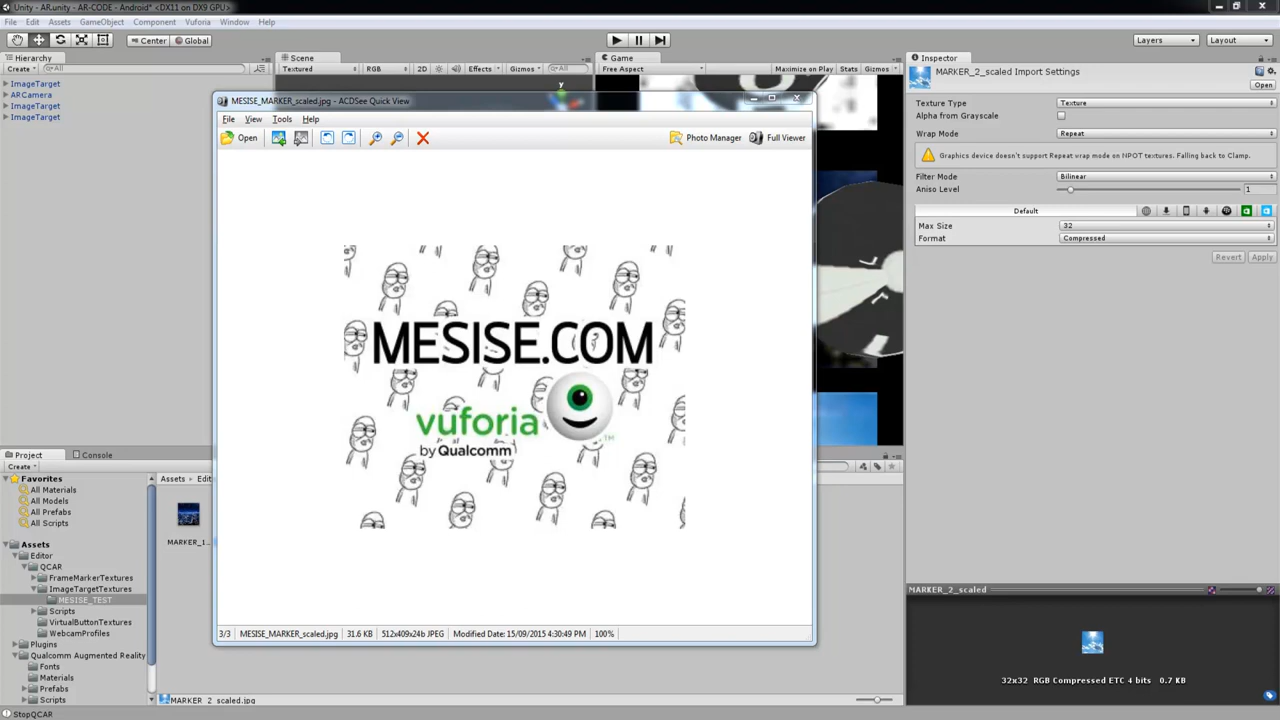 Unity - AR.unity - AR-CODE - Android* <DX11 on DX9 GPU>
File Edit Assets GameObject Component Vuforia Window Help
Center Global Layers Layout
Hierarchy
Create All
ImageTarget
ARCamera
ImageTarget
ImageTarget
Scene
Textured RGB 2D Effects Gizmos All
y
Game
Free Aspect Maximize on Play Stats Gizmos
MESISE_MARKER_scaled.jpg - ACDSee Quick View
File View Tools Help
Open Photo Manager Full Viewer
MESISE.COM
vuforia
TM
by Qualcomm
3/3 MESISE_MARKER_scaled.jpg 31.6 KB 512x409x24b JPEG Modified Date: 15/09/2015 4:30:49 PM 100%
Inspector
MARKER_2_scaled Import Settings
Open
Texture Type Texture
Alpha from Grayscale
Wrap Mode Repeat
Graphics device doesn't support Repeat wrap mode on NPOT textures. Falling back to Clamp.
Filter Mode Bilinear
Aniso Level 1
Default
Max Size 32
Format Compressed
Revert Apply
Project Console
Create
Favorites
All Materials
All Models
All Prefabs
All Scripts
Assets
Editor
QCAR
FrameMarkerTextures
ImageTargetTextures
MESISE_TEST
Scripts
VirtualButtonTextures
WebcamProfiles
Plugins
Qualcomm Augmented Reality
Fonts
Materials
Prefabs
Scripts
Assets Edit
MARKER_1...
MARKER_2_scaled.jpg
MARKER_2_scaled
32x32 RGB Compressed ETC 4 bits 0.7 KB
StopQCAR